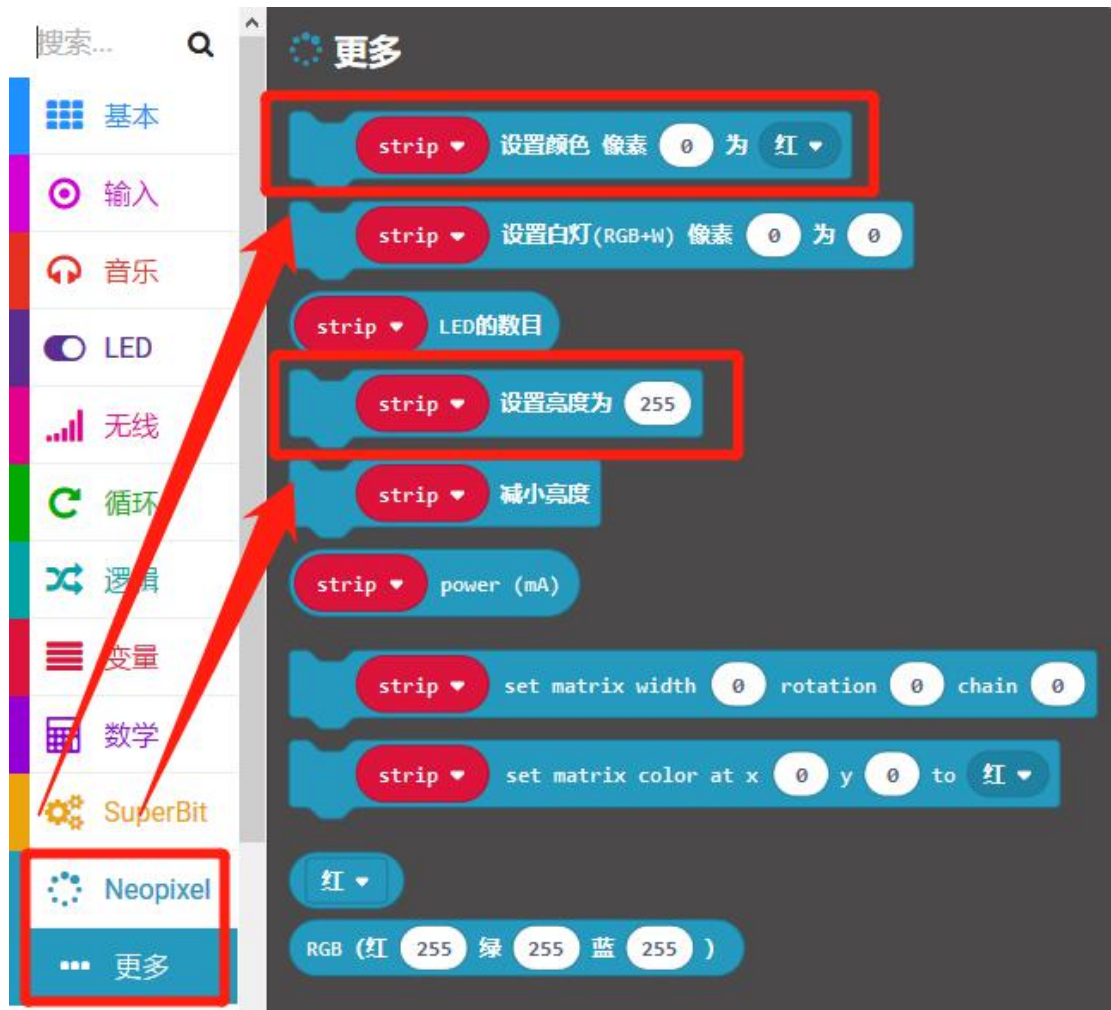 搜索...
基本
输入
音乐
LED
无线
循环
逻辑
变量
数学
SuperBit
Neopixel
更多
更多
strip 设置颜色 像素 0 为 红
strip 设置白灯(RGB+W) 像素 0 为 0
strip LED的数目
strip 设置亮度为 255
strip 减小亮度
strip power (mA)
strip set matrix width 0 rotation 0 chain 0
strip set matrix color at x 0 y 0 to 红
红
RGB (红 255 绿 255 蓝 255 )